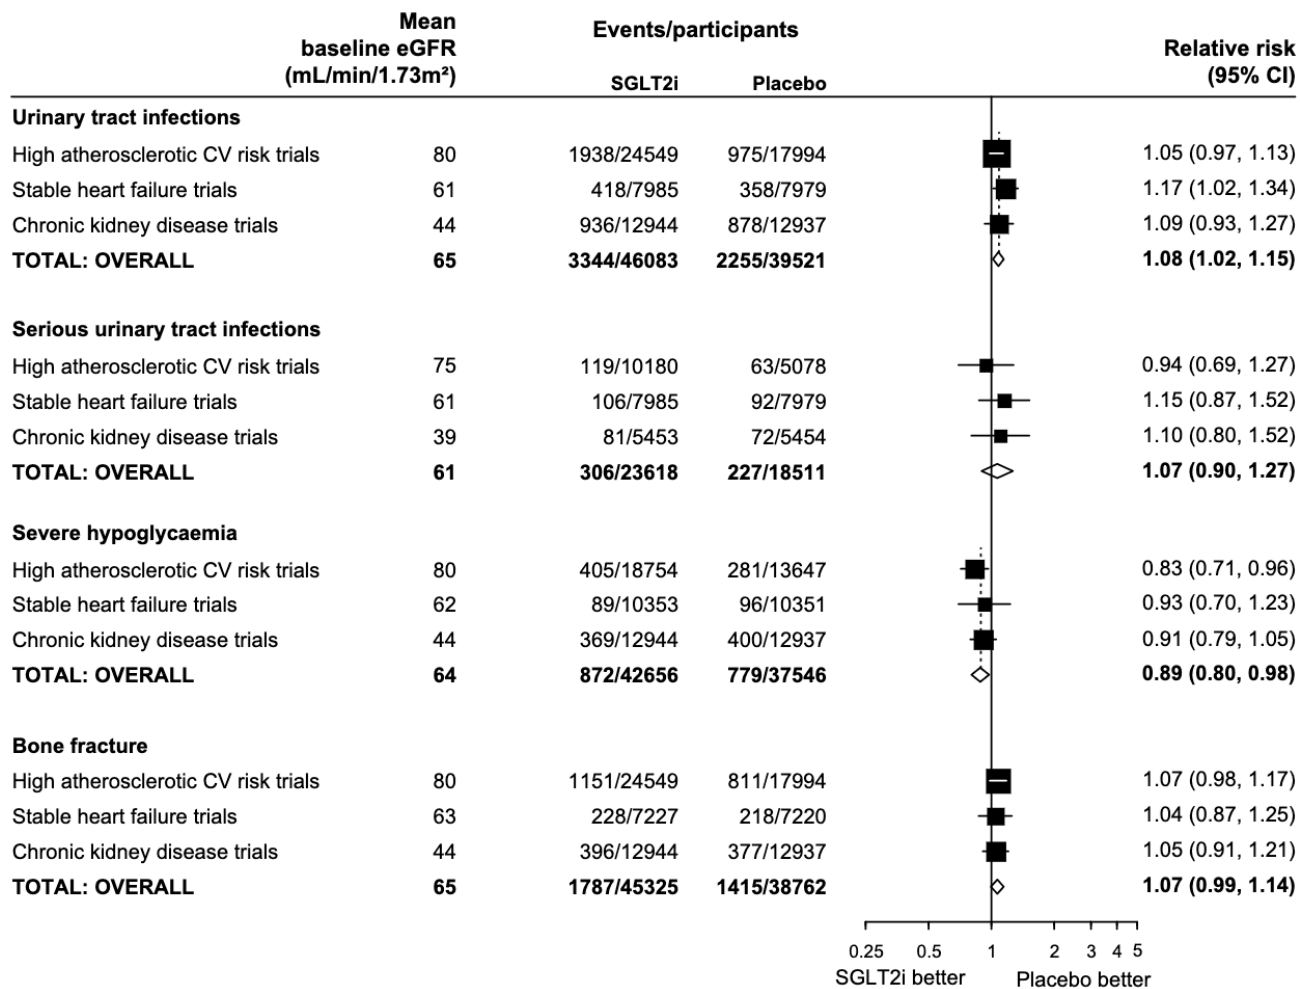 Mean
baseline eGFR
(mL/min/1.73m²)
Events/participants
SGLT2i Placebo
Relative risk
(95% CI)
Urinary tract infections
High atherosclerotic CV risk trials 80 1938/24549 975/17994 1.05 (0.97, 1.13)
Stable heart failure trials 61 418/7985 358/7979 1.17 (1.02, 1.34)
Chronic kidney disease trials 44 936/12944 878/12937 1.09 (0.93, 1.27)
TOTAL: OVERALL 65 3344/46083 2255/39521 1.08 (1.02, 1.15)
Serious urinary tract infections
High atherosclerotic CV risk trials 75 119/10180 63/5078 0.94 (0.69, 1.27)
Stable heart failure trials 61 106/7985 92/7979 1.15 (0.87, 1.52)
Chronic kidney disease trials 39 81/5453 72/5454 1.10 (0.80, 1.52)
TOTAL: OVERALL 61 306/23618 227/18511 1.07 (0.90, 1.27)
Severe hypoglycaemia
High atherosclerotic CV risk trials 80 405/18754 281/13647 0.83 (0.71, 0.96)
Stable heart failure trials 62 89/10353 96/10351 0.93 (0.70, 1.23)
Chronic kidney disease trials 44 369/12944 400/12937 0.91 (0.79, 1.05)
TOTAL: OVERALL 64 872/42656 779/37546 0.89 (0.80, 0.98)
Bone fracture
High atherosclerotic CV risk trials 80 1151/24549 811/17994 1.07 (0.98, 1.17)
Stable heart failure trials 63 228/7227 218/7220 1.04 (0.87, 1.25)
Chronic kidney disease trials 44 396/12944 377/12937 1.05 (0.91, 1.21)
TOTAL: OVERALL 65 1787/45325 1415/38762 1.07 (0.99, 1.14)
0.25 0.5 1 2 3 4 5
SGLT2i better Placebo better